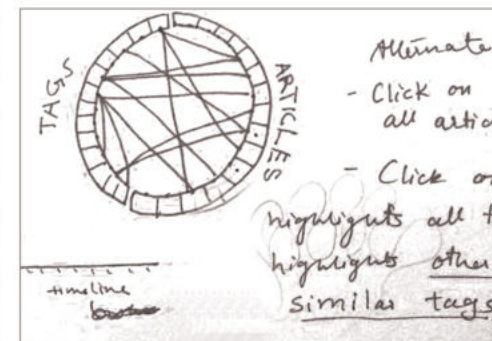 TAGS
ARTICLES
Alternate
- Click on
all artic
- Click o
highlights all t
highlights other
similar tags
timeline